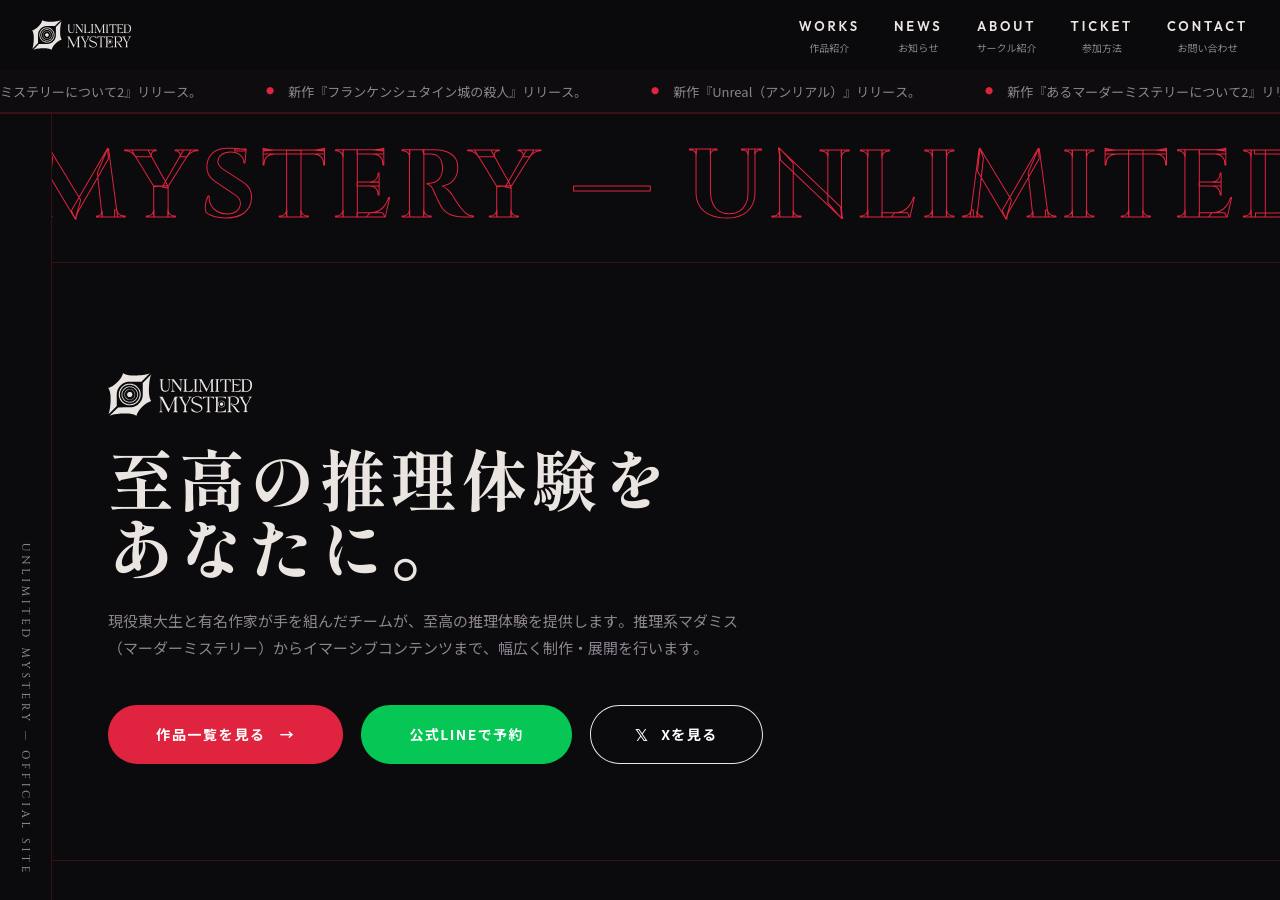 UNLIMITED
MYSTERY
WORKS
作品紹介
NEWS
お知らせ
ABOUT
サークル紹介
TICKET
参加方法
CONTACT
お問い合わせ
ミステリーについて2』リリース。
新作『フランケンシュタイン城の殺人』リリース。
新作『Unreal（アンリアル）』リリース。
新作『あるマーダーミステリーについて2』リリ
MYSTERY — UNLIMITED
UNLIMITED
MYSTERY
至高の推理体験を
あなたに。
現役東大生と有名作家が手を組んだチームが、至高の推理体験を提供します。推理系マダミス
（マーダーミステリー）からイマーシブコンテンツまで、幅広く制作・展開を行います。
作品一覧を見る →
公式LINEで予約
𝕏 Xを見る
UNLIMITED MYSTERY — OFFICIAL SITE